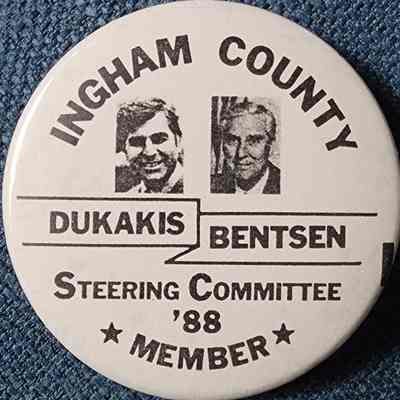 INGHAM COUNTY
DUKAKIS
BENTSEN
STEERING COMMITTEE
'88
★ MEMBER ★